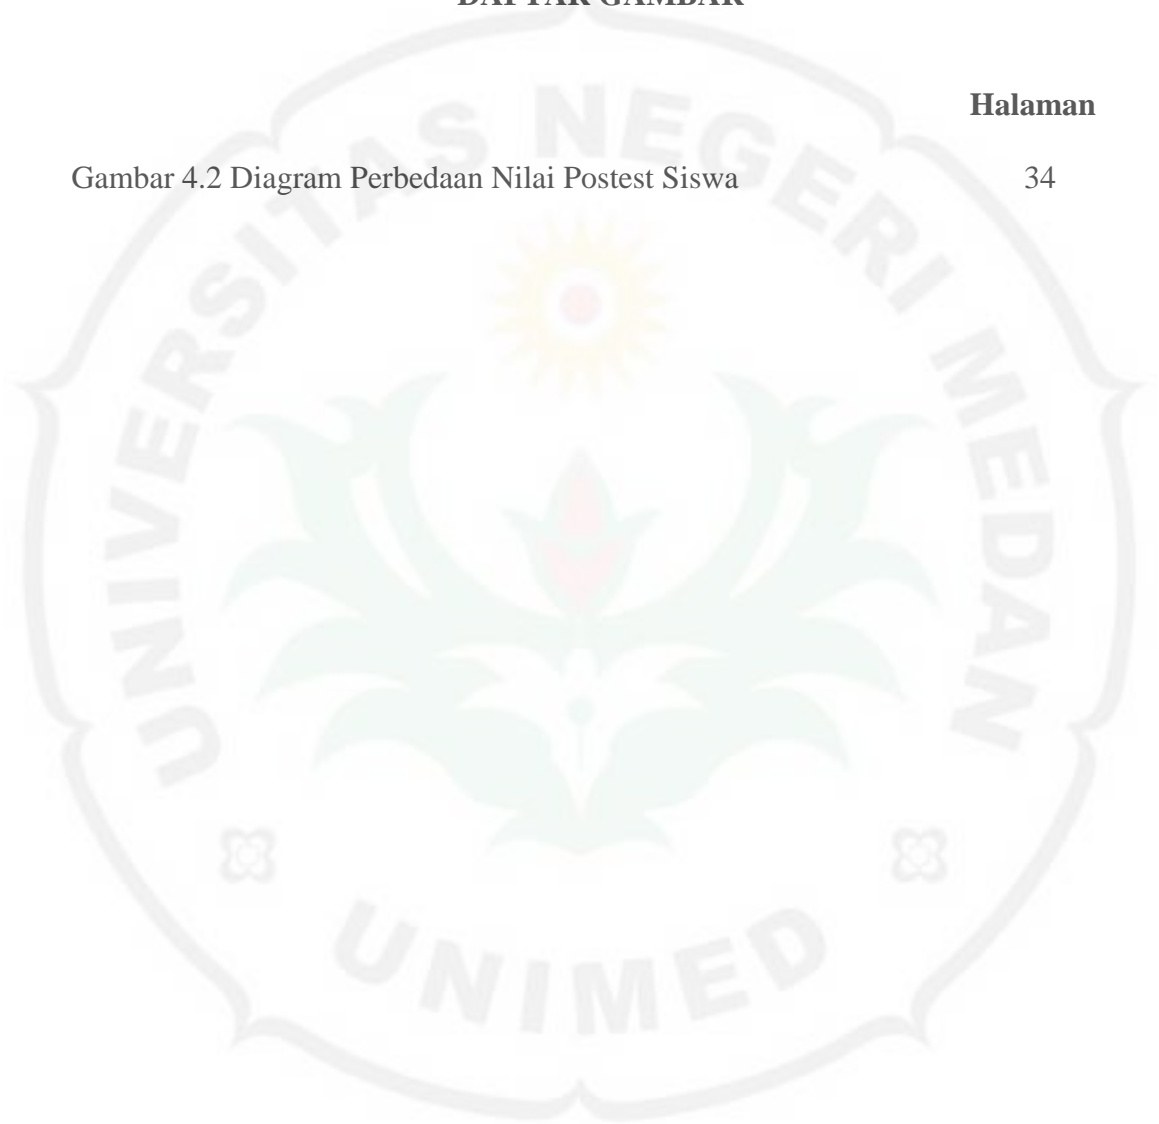 DAFTAR GAMBAR
Halaman
Gambar 4.2 Diagram Perbedaan Nilai Postest Siswa 34
UNIVERSITAS NEGERI MEDAN
UNIMED